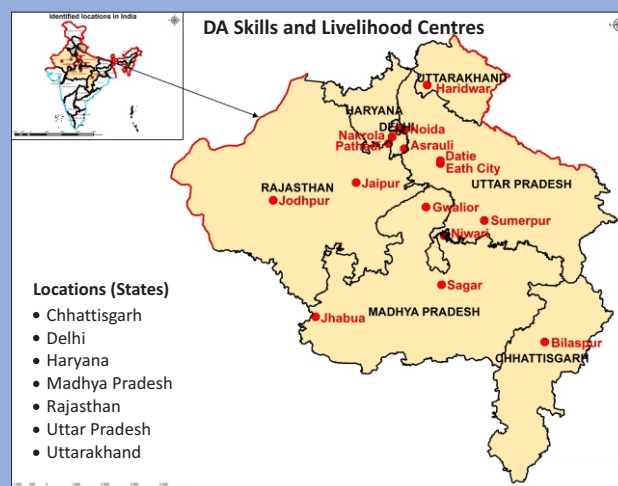 Identified locations in India
DA Skills and Livelihood Centres
UTTARAKHAND
Haridwar
HARYANA
DELHI
Noida
Nakrola
Asrauli
Datie
Eath City
UTTAR PRADESH
RAJASTHAN
Jaipur
Jodhpur
Gwalior
Sumerpur
Niwari
Sagar
MADHYA PRADESH
Jhabua
Bilaspur
CHHATTISGARH
Locations (States)
• Chhattisgarh
• Delhi
• Haryana
• Madhya Pradesh
• Rajasthan
• Uttar Pradesh
• Uttarakhand